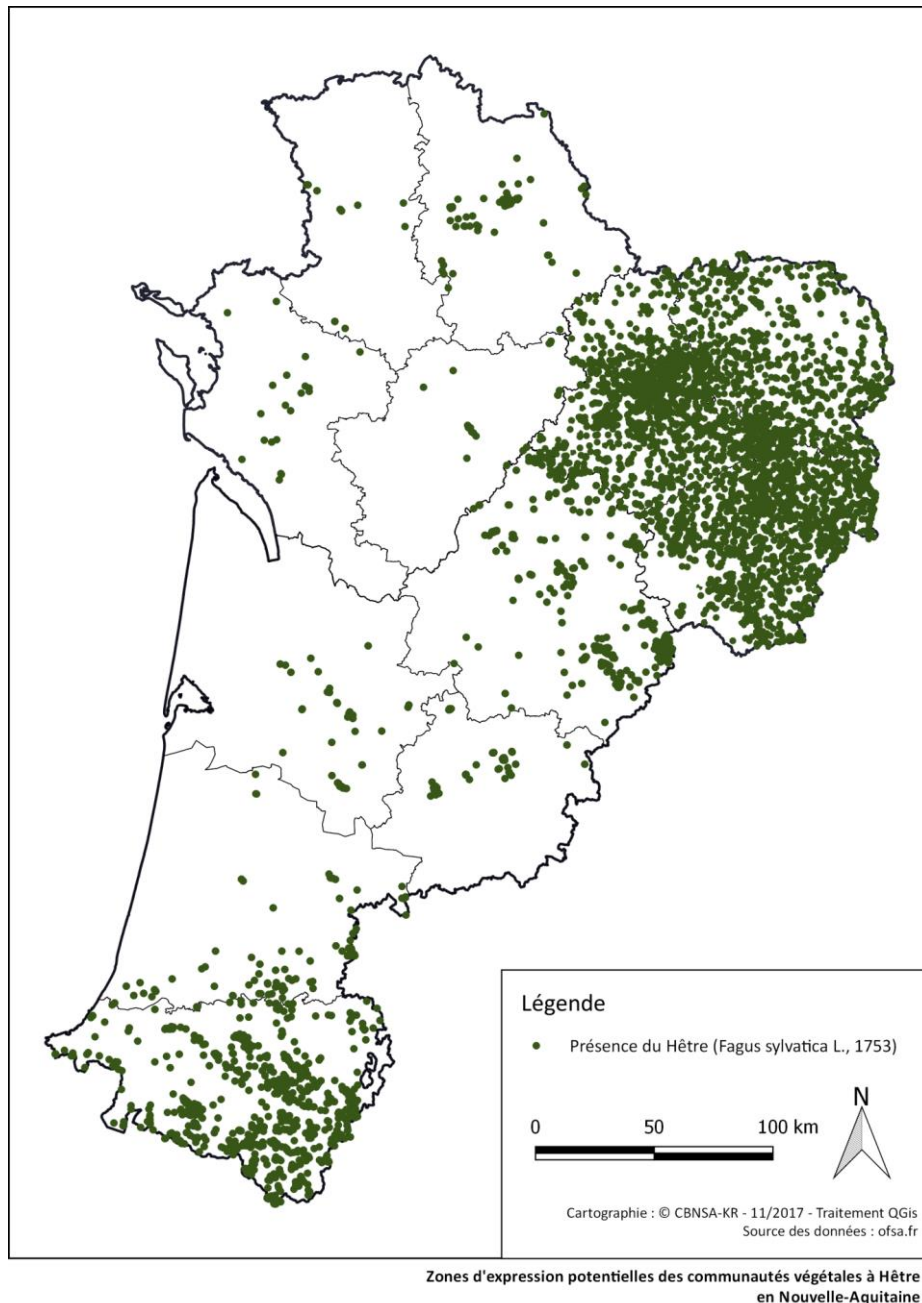 Légende
Présence du Hêtre (Fagus sylvatica L., 1753)
N
0 50 100 km
Cartographie : © CBNSA-KR - 11/2017 - Traitement QGis
Source des données : ofsa.fr
Zones d'expression potentielles des communautés végétales à Hêtre
en Nouvelle-Aquitaine